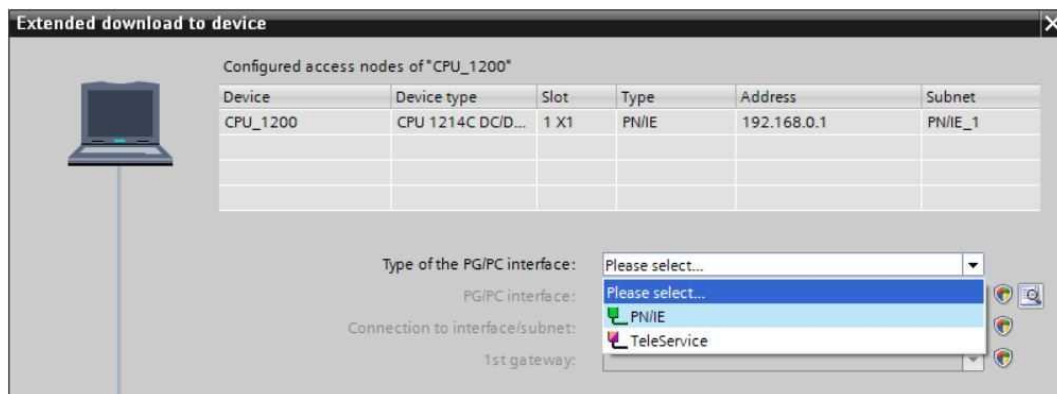 Extended download to device
Configured access nodes of "CPU_1200"
Device Device type Slot Type Address Subnet
CPU_1200 CPU 1214C DC/D... 1 X1 PN/IE 192.168.0.1 PN/IE_1
Type of the PG/PC interface: Please select...
PG/PC interface: Please select...
PN/IE
Connection to interface/subnet: TeleService
1st gateway: